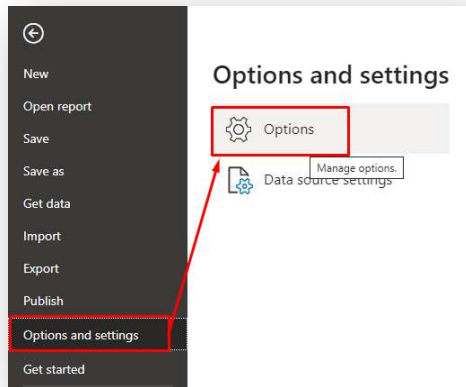 New
Open report
Save
Save as
Get data
Import
Export
Publish
Options and settings
Get started
Options and settings
Options
Manage options.
Data source settings